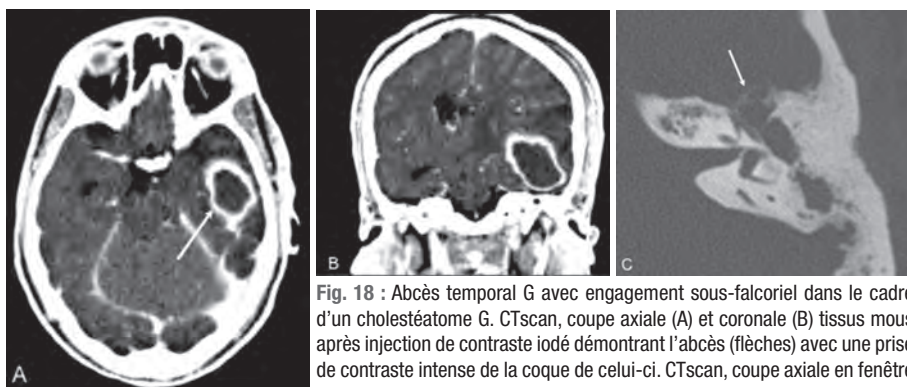 A
B
C
Fig. 18 : Abcès temporal G avec engagement sous-falcoriel dans le cadre
d'un cholestéatome G. CTscan, coupe axiale (A) et coronale (B) tissus mous
après injection de contraste iodé démontrant l'abcès (flèches) avec une prise
de contraste intense de la coque de celui-ci. CTscan, coupe axiale en fenêtre